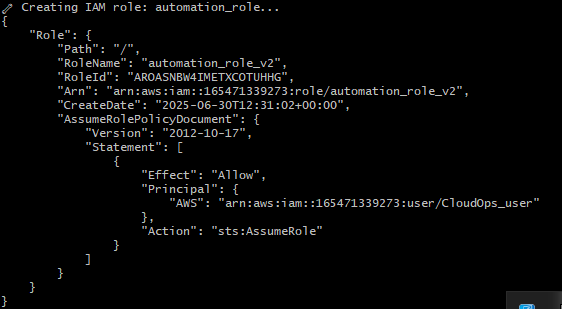 Creating IAM role: automation_role...
{
    "Role": {
        "Path": "/",
        "RoleName": "automation_role_v2",
        "RoleId": "AROASNBW4IMETXCOTUHHG",
        "Arn": "arn:aws:iam::165471339273:role/automation_role_v2",
        "CreateDate": "2025-06-30T12:31:02+00:00",
        "AssumeRolePolicyDocument": {
            "Version": "2012-10-17",
            "Statement": [
                {
                    "Effect": "Allow",
                    "Principal": {
                        "AWS": "arn:aws:iam::165471339273:user/CloudOps_user"
                    },
                    "Action": "sts:AssumeRole"
                }
            ]
        }
    }
}